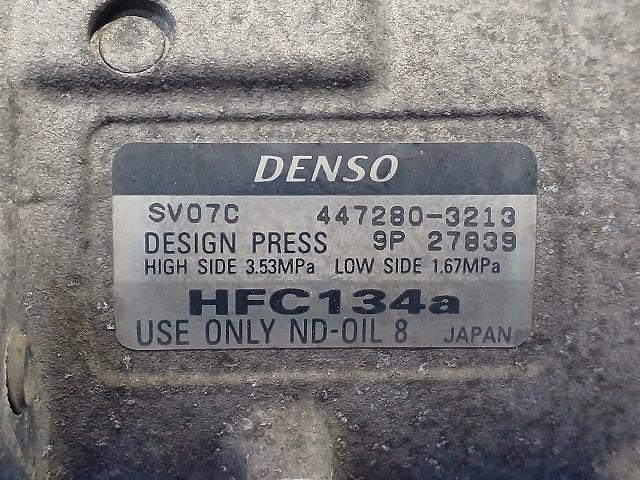 DENSO
SV07C 447280-3213
DESIGN PRESS 9P 27839
HIGH SIDE 3.53MPa LOW SIDE 1.67MPa
HFC134a
USE ONLY ND-OIL 8 JAPAN